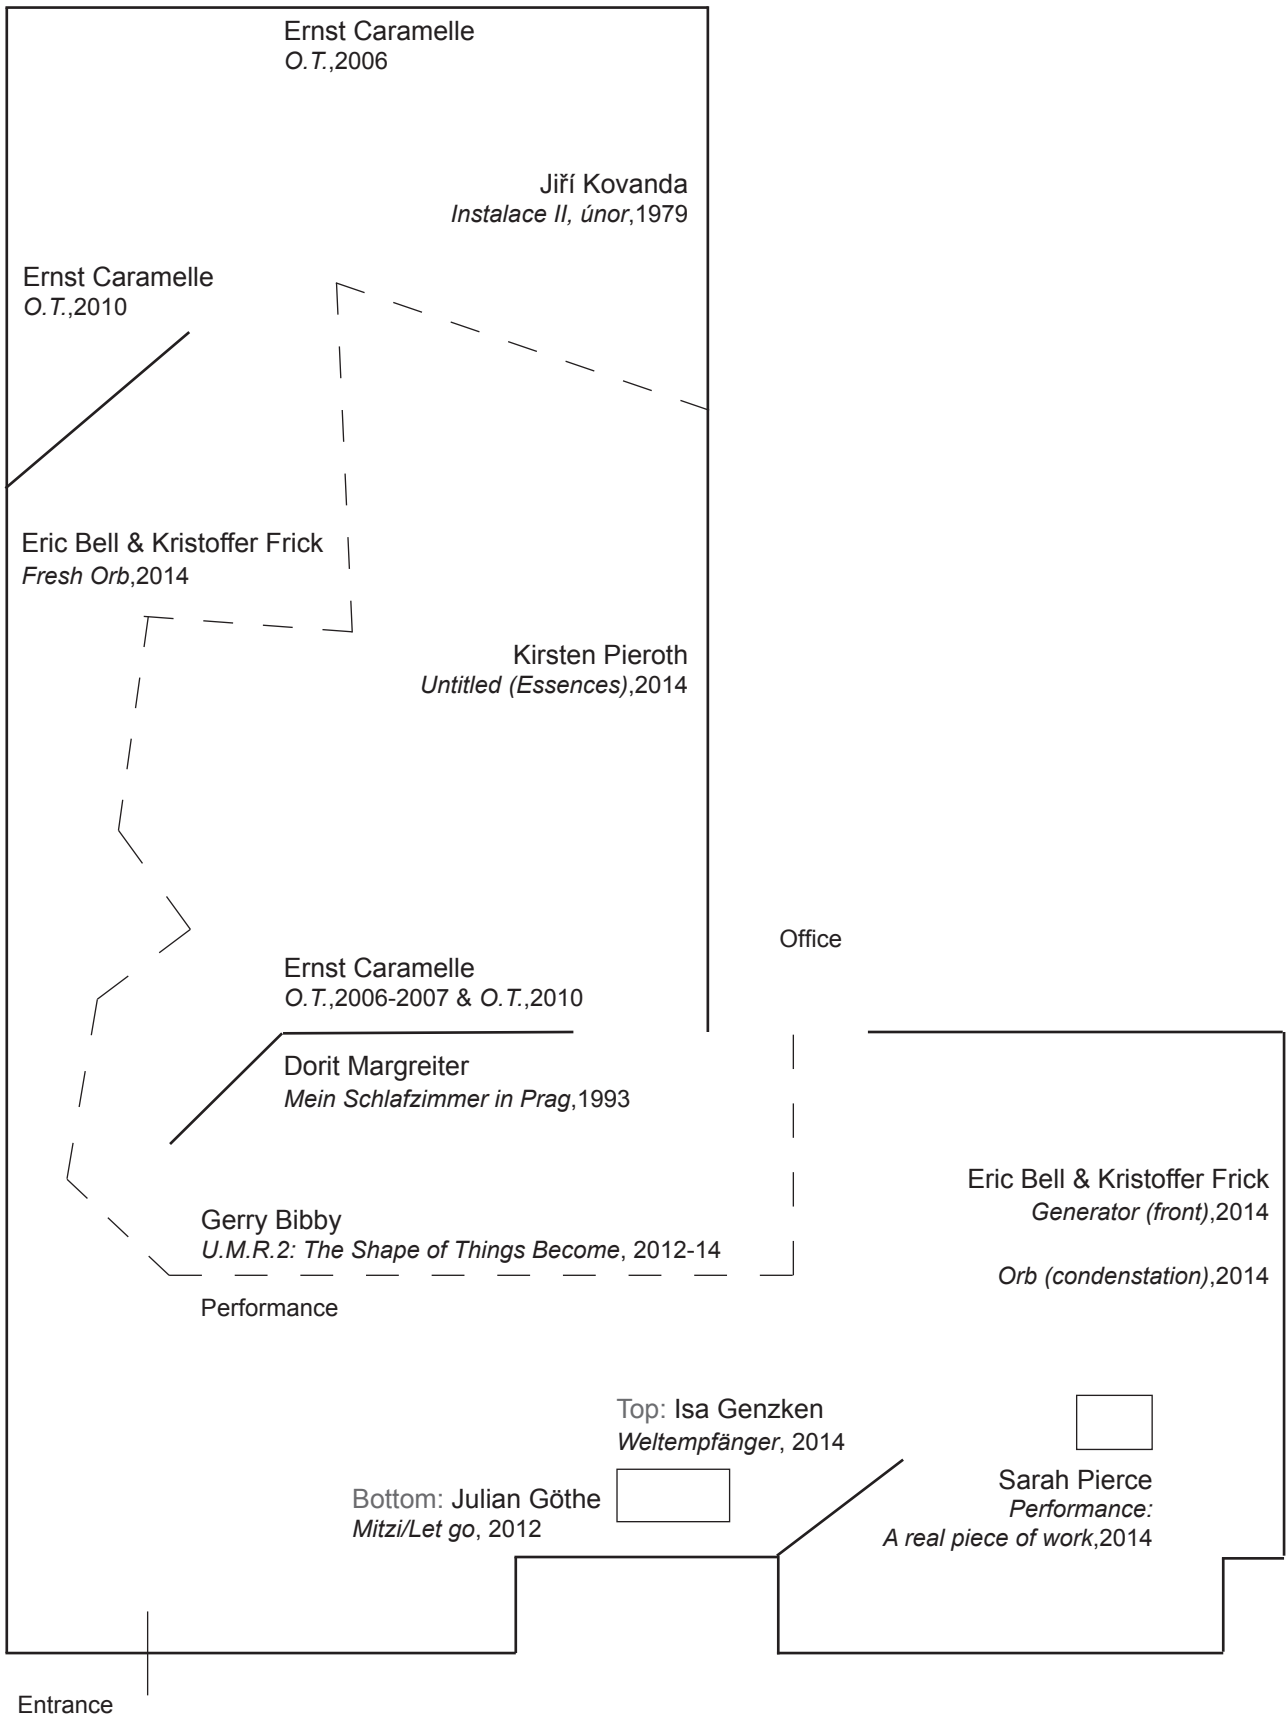 Ernst Caramelle
O.T.,2006
Jiří Kovanda
Instalace II, únor,1979
Ernst Caramelle
O.T.,2010
Eric Bell & Kristoffer Frick
Fresh Orb,2014
Kirsten Pieroth
Untitled (Essences),2014
Office
Ernst Caramelle
O.T.,2006-2007 & O.T.,2010
Dorit Margreiter
Mein Schlafzimmer in Prag,1993
Eric Bell & Kristoffer Frick
Generator (front),2014
Orb (condenstation),2014
Gerry Bibby
U.M.R.2: The Shape of Things Become, 2012-14
Performance
Top: Isa Genzken
Weltempfänger, 2014
Bottom: Julian Göthe
Mitzi/Let go, 2012
Sarah Pierce
Performance:
A real piece of work,2014
Entrance